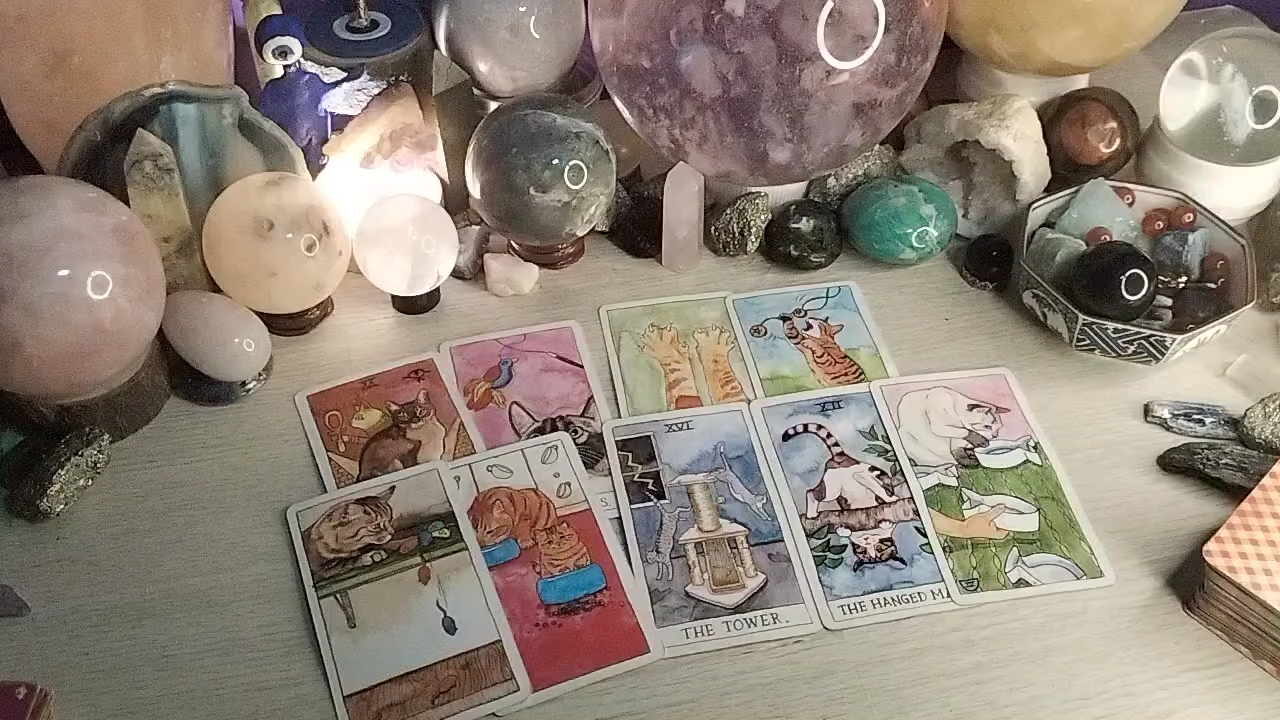 XVI
XII
S
THE TOWER.
THE HANGED MA